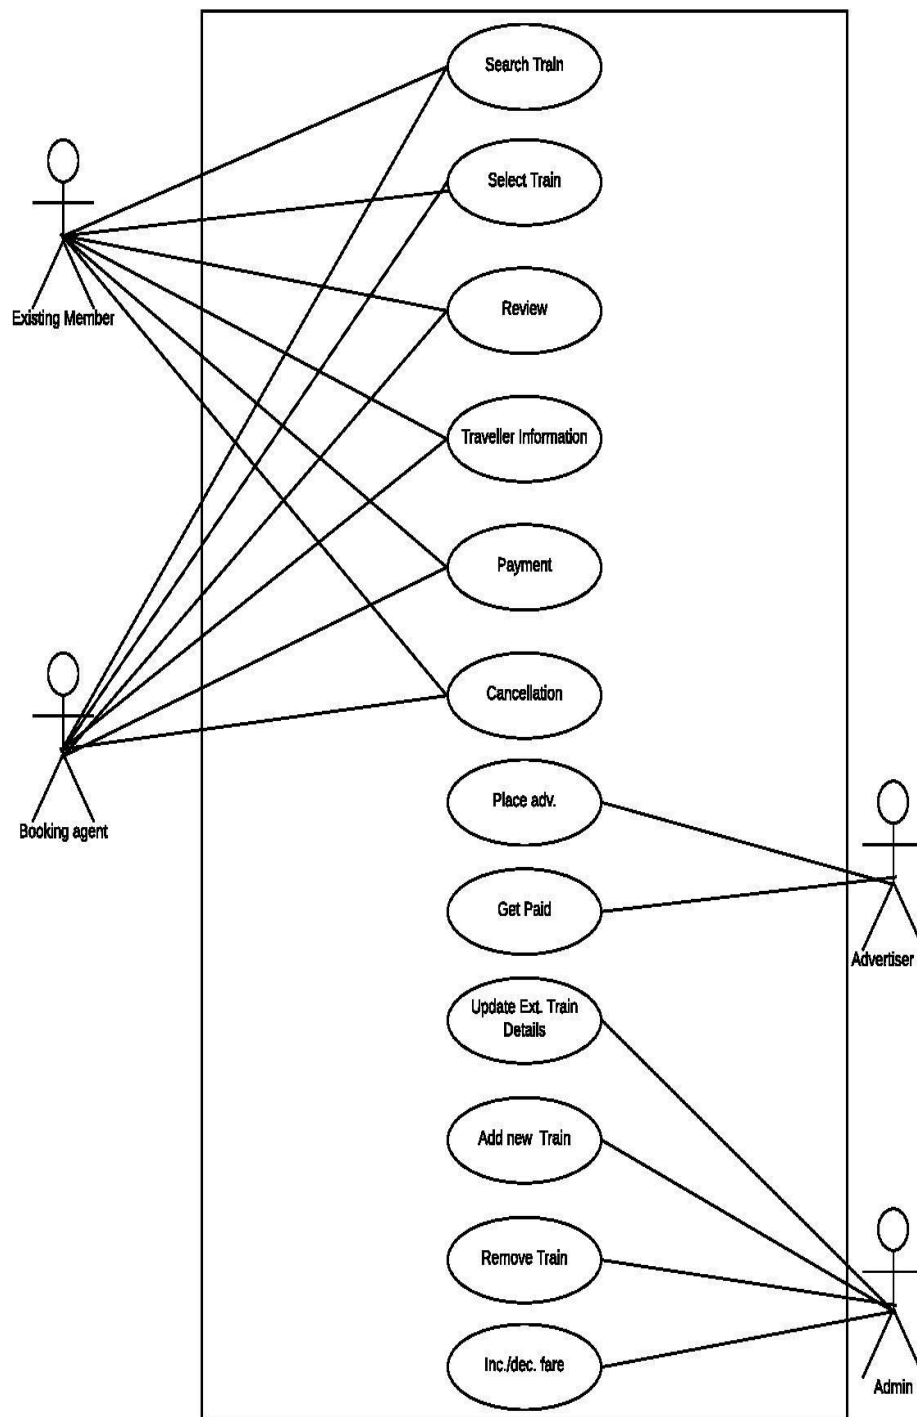 Search Train
Select Train
Existing Member
Review
Traveller Information
Payment
Cancellation
Booking agent
Place adv.
Get Paid
Advertiser
Update Ext. Train
Details
Add new Train
Remove Train
Inc./dec. fare
Admin